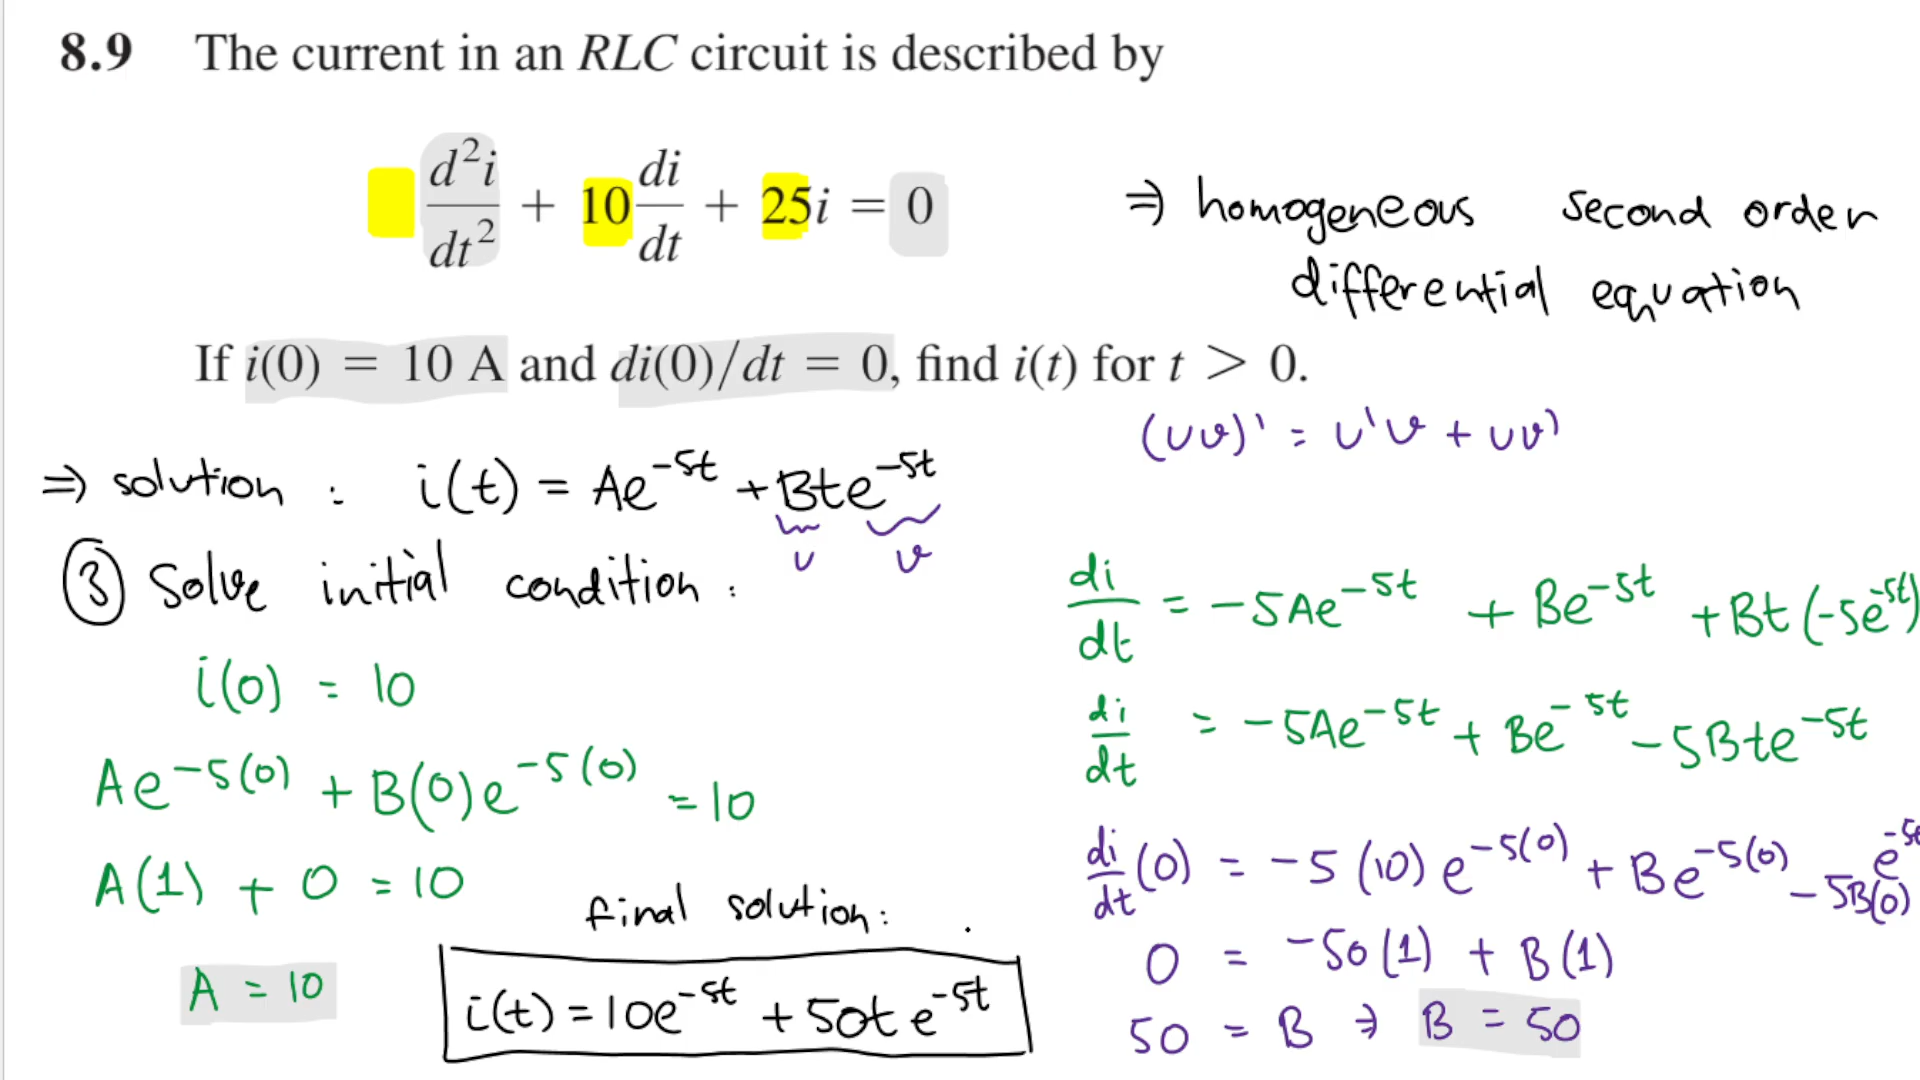 8.9 The current in an RLC circuit is described by
d²i/dt² + 10 di/dt + 25i = 0
⇒ homogeneous second order
differential equation
If i(0) = 10 A and di(0)/dt = 0, find i(t) for t > 0.
(uv)' = u'v + uv'
⇒ solution : i(t) = Ae^-5t + Bte^-5t
u v
③ Solve initial condition :
i(0) = 10
Ae^-5(0) + B(0)e^-5(0) = 10
A(1) + 0 = 10
A = 10
di/dt = -5Ae^-5t + Be^-5t + Bt(-5e^-5t)
di/dt = -5Ae^-5t + Be^-5t - 5Bte^-5t
di/dt (0) = -5(10)e^-5(0) + Be^-5(0) - 5B(0)
0 = -50(1) + B(1)
50 = B ⇒ B = 50
final solution :
i(t) = 10e^-5t + 50te^-5t